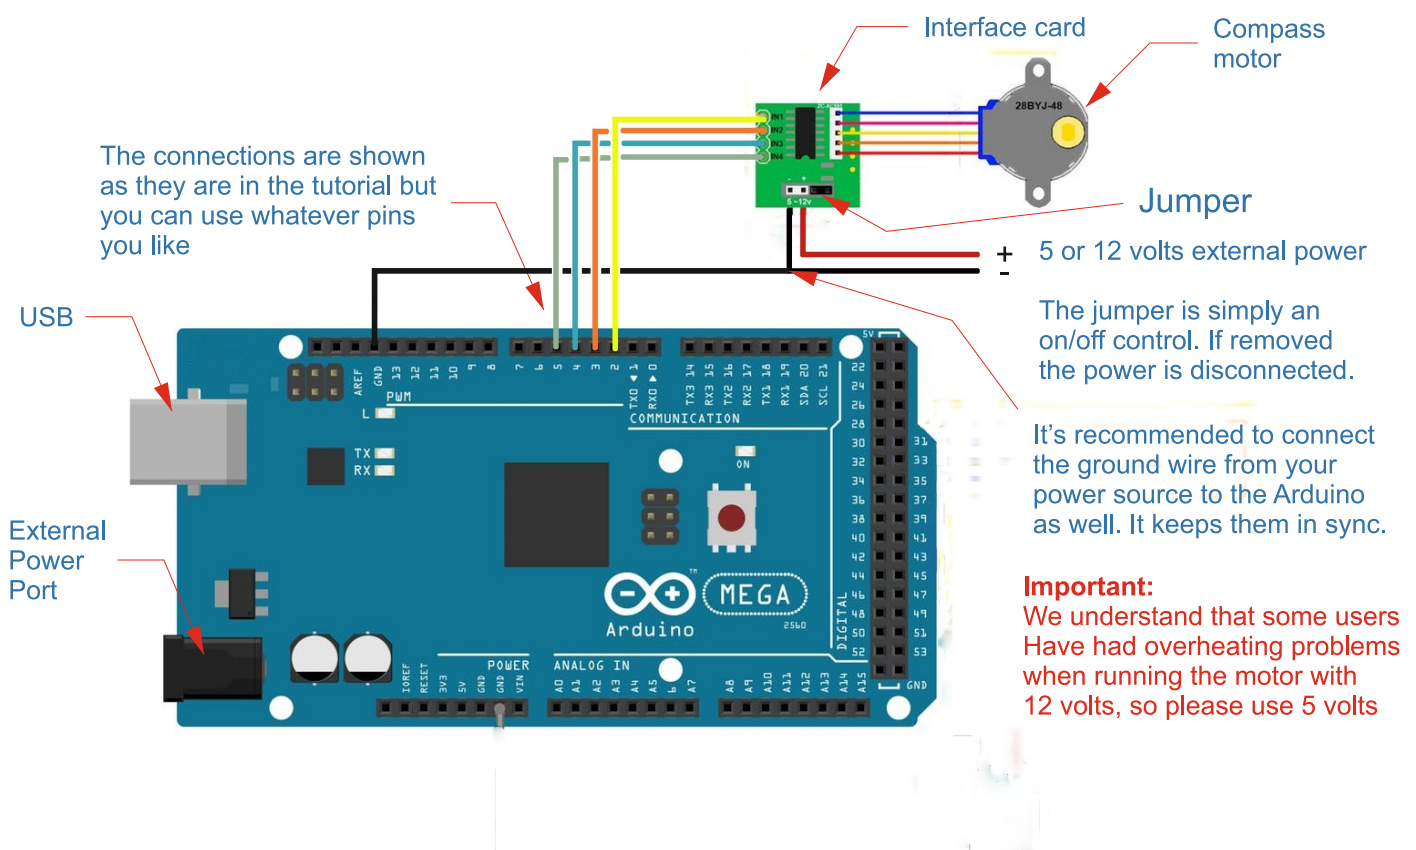 Interface card
Compass
motor
28BYJ-48
IN1
IN2
IN3
IN4
- +
5 ~12v
The connections are shown
as they are in the tutorial but
you can use whatever pins
you like
Jumper
+ 5 or 12 volts external power
-
The jumper is simply an
on/off control. If removed
the power is disconnected.
It's recommended to connect
the ground wire from your
power source to the Arduino
as well. It keeps them in sync.
Important:
We understand that some users
Have had overheating problems
when running the motor with
12 volts, so please use 5 volts
USB
External
Power
Port
AREF
GND
13
12
11
10
9
8
7
6
5
4
3
2
TX0 ◀ 1
RX0 ▶ 0
TX3 14
RX3 15
TX2 16
RX2 17
TX1 18
RX1 19
SDA 20
SCL 21
PWM
COMMUNICATION
L
TX
RX
ON
5V
22
24
26
28
30 31
32 33
34 35
36 37
38 39
40 41
42 43
44 45
46 47
48 49
50 51
52 53
GND
DIGITAL
TM
MEGA
2560
Arduino
POWER
ANALOG IN
IOREF
RESET
3V3
5V
GND
GND
VIN
A0
A1
A2
A3
A4
A5
6
A7
A8
A9
A10
A11
A12
A13
A14
A15